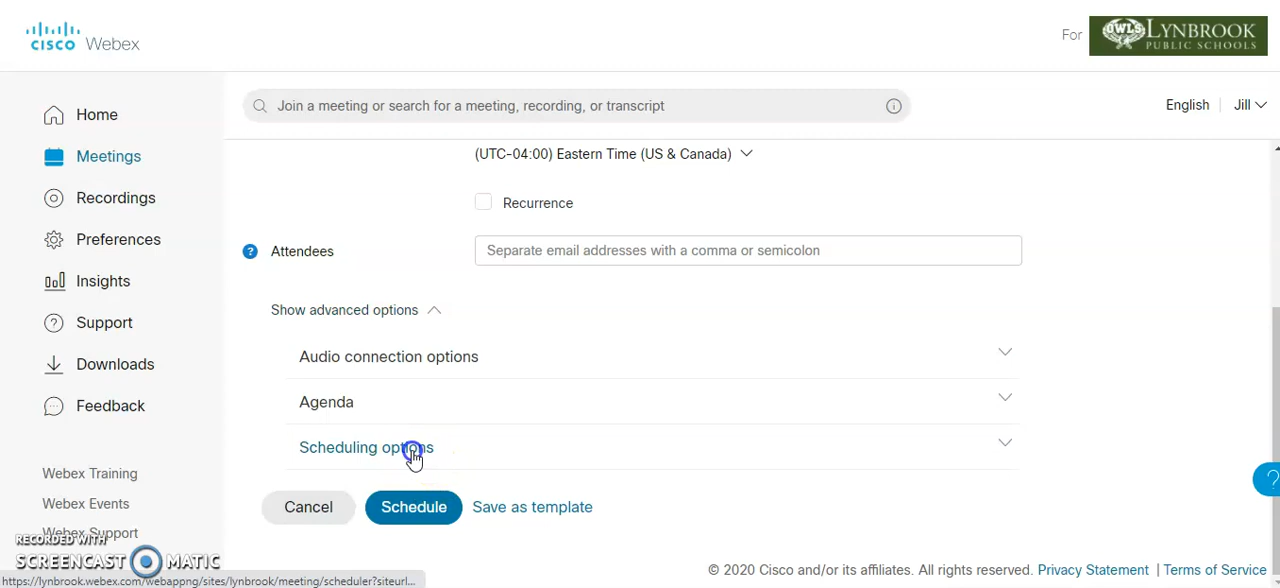 CISCO Webex
For
OWLS LYNBROOK
PUBLIC SCHOOLS
Home
Meetings
Recordings
Preferences
Insights
Support
Downloads
Feedback
Webex Training
Webex Events
Webex Support
Join a meeting or search for a meeting, recording, or transcript
English
Jill
(UTC-04:00) Eastern Time (US & Canada)
Recurrence
? Attendees
Separate email addresses with a comma or semicolon
Show advanced options
Audio connection options
Agenda
Scheduling options
Cancel
Schedule
Save as template
?
RECORDED WITH
SCREENCAST MATIC
https://lynbrook.webex.com/webappng/sites/lynbrook/meeting/scheduler?siteurl...
© 2020 Cisco and/or its affiliates. All rights reserved. Privacy Statement | Terms of Service